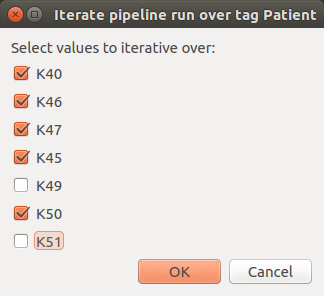 Iterate pipeline run over tag Patient
Select values to iterative over:
K40
K46
K47
K45
K49
K50
K51
OK Cancel